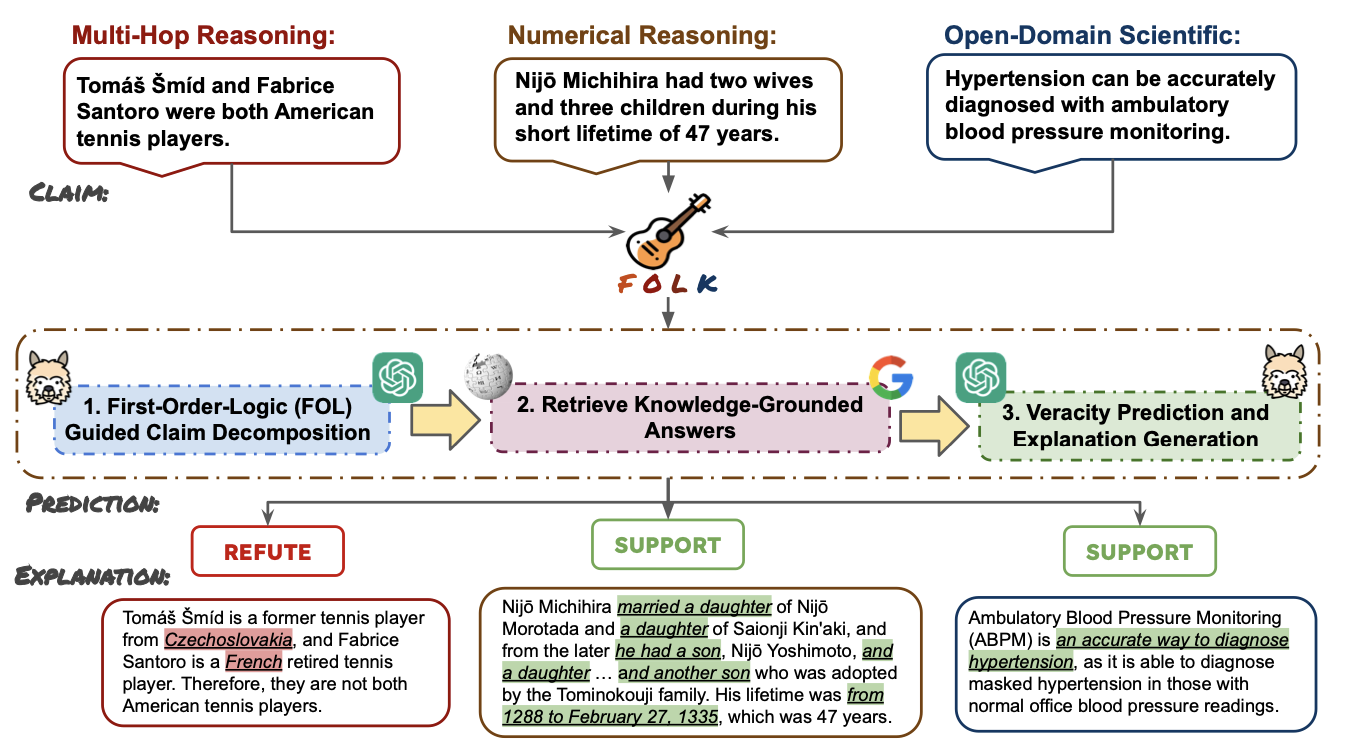 Multi-Hop Reasoning:
Numerical Reasoning:
Open-Domain Scientific:
Tomáš Šmíd and Fabrice
Santoro were both American
tennis players.
Nijō Michihira had two wives
and three children during his
short lifetime of 47 years.
Hypertension can be accurately
diagnosed with ambulatory
blood pressure monitoring.
CLAIM:
FOLK
1. First-Order-Logic (FOL)
Guided Claim Decomposition
2. Retrieve Knowledge-Grounded
Answers
3. Veracity Prediction and
Explanation Generation
PREDICTION:
REFUTE
SUPPORT
SUPPORT
EXPLANATION:
Tomáš Šmíd is a former tennis player
from Czechoslovakia, and Fabrice
Santoro is a French retired tennis
player. Therefore, they are not both
American tennis players.
Nijō Michihira married a daughter of Nijō
Morotada and a daughter of Saionji Kin'aki, and
from the later he had a son, Nijō Yoshimoto, and
a daughter ... and another son who was adopted
by the Tominokouji family. His lifetime was from
1288 to February 27, 1335, which was 47 years.
Ambulatory Blood Pressure Monitoring
(ABPM) is an accurate way to diagnose
hypertension, as it is able to diagnose
masked hypertension in those with
normal office blood pressure readings.